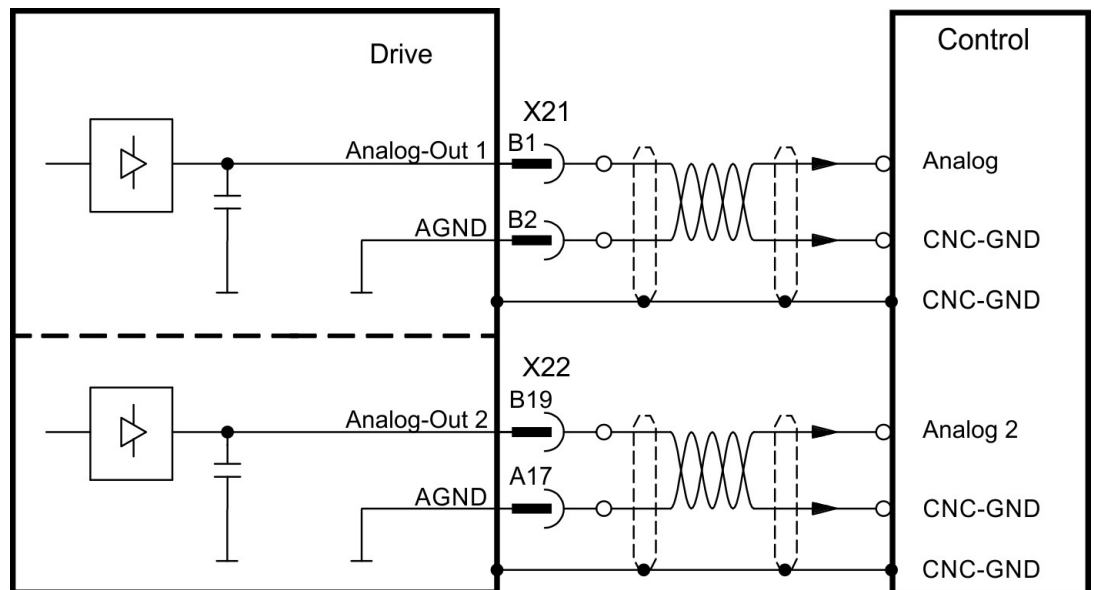 Drive
Control
X21
Analog-Out 1
B1
Analog
AGND
B2
CNC-GND
CNC-GND
X22
Analog-Out 2
B19
Analog 2
AGND
A17
CNC-GND
CNC-GND